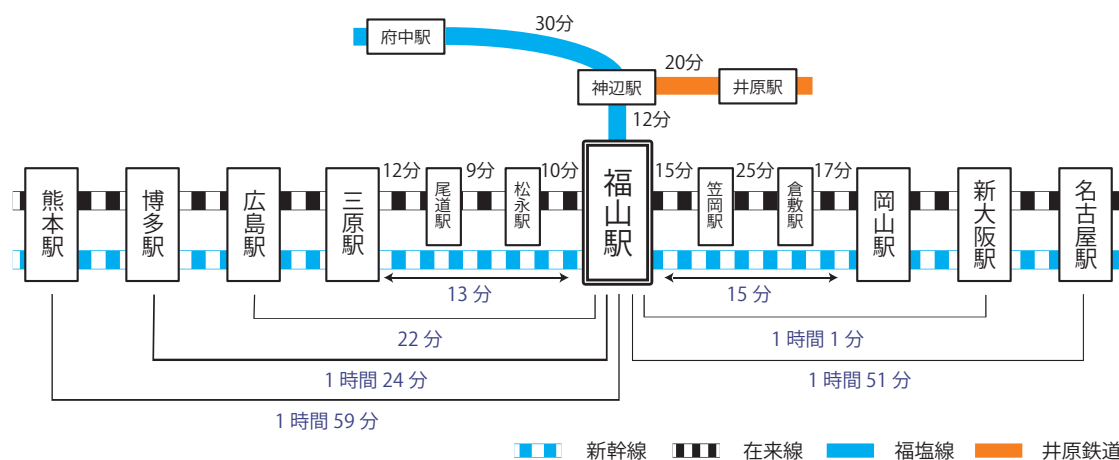 30分
府中駅
20分
神辺駅
井原駅
12分
12分
9分
10分
15分
25分
17分
熊本駅
博多駅
広島駅
三原駅
尾道駅
松永駅
福山駅
笠岡駅
倉敷駅
岡山駅
新大阪駅
名古屋駅
13 分
15 分
22 分
1 時間 1 分
1 時間 24 分
1 時間 51 分
1 時間 59 分
新幹線
在来線
福塩線
井原鉄道